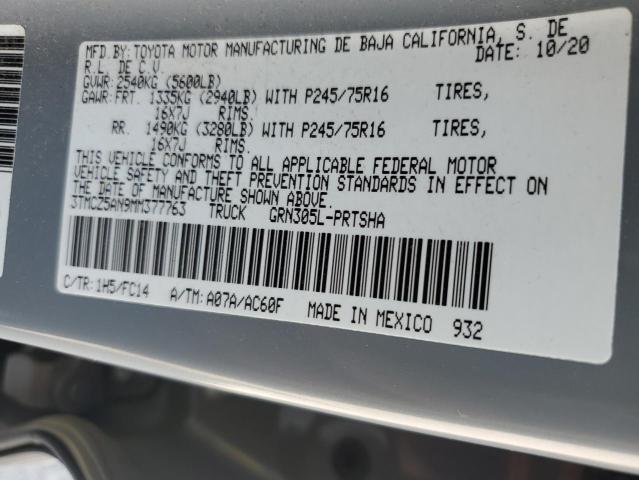 MFD.BY:TOYOTA MOTOR MANUFACTURING DE BAJA CALIFORNIA, S. DE
R.L. DE C.V. DATE: 10/20
GVWR:2540KG (5600LB)
GAWR:FRT. 1335KG (2940LB) WITH P245/75R16 TIRES,
16X7J RIMS.
RR. 1490KG (3280LB) WITH P245/75R16 TIRES,
16X7J RIMS.
THIS VEHICLE CONFORMS TO ALL APPLICABLE FEDERAL MOTOR
VEHICLE SAFETY AND THEFT PREVENTION STANDARDS IN EFFECT ON
THE DATE OF MANUFACTURE SHOWN ABOVE.
3TMCZ5AN9MM377763 TRUCK GRN305L-PRTSHA
C/TR: 1H5/FC14 A/TM: A07A/AC60F MADE IN MEXICO 932